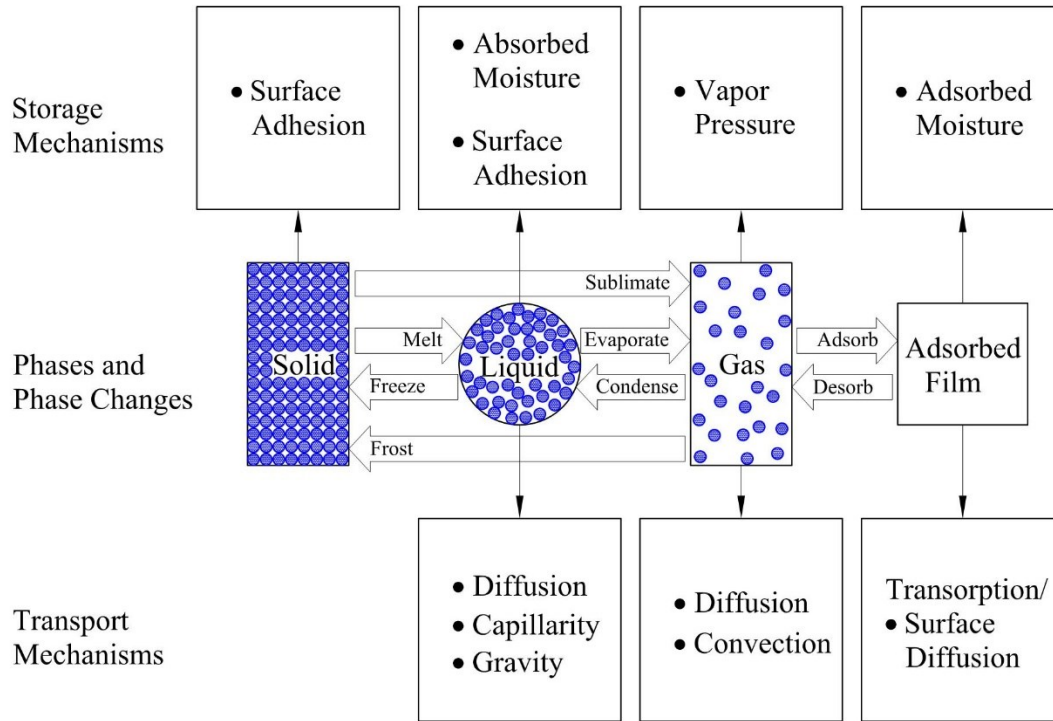 Storage
Mechanisms
• Surface
Adhesion
• Absorbed
Moisture
• Surface
Adhesion
• Vapor
Pressure
• Adsorbed
Moisture
Phases and
Phase Changes
Solid
Sublimate
Melt
Freeze
Frost
Liquid
Evaporate
Condense
Gas
Adsorb
Desorb
Adsorbed
Film
Transport
Mechanisms
• Diffusion
• Capillarity
• Gravity
• Diffusion
• Convection
Transorption/
• Surface
Diffusion